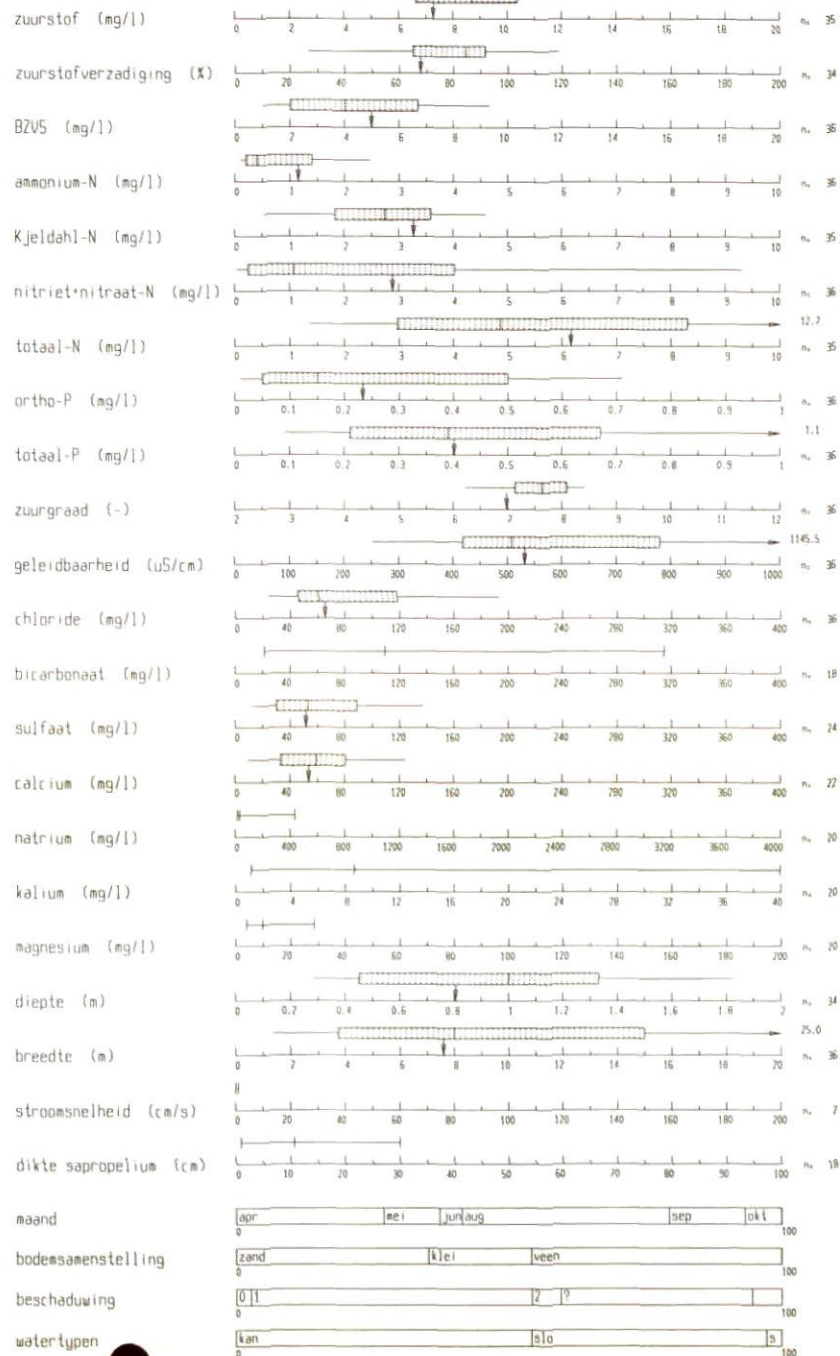 zuurstof (mg/l) 0 2 4 6 8 10 12 14 16 18 20 n= 35
zuurstofverzadiging (%) 0 20 40 60 80 100 120 140 160 180 200 n= 34
BZV5 (mg/l) 0 2 4 6 8 10 12 14 16 18 20 n= 36
ammonium-N (mg/l) 0 1 2 3 4 5 6 7 8 9 10 n= 36
Kjeldahl-N (mg/l) 0 1 2 3 4 5 6 7 8 9 10 n= 35
nitriet+nitraat-N (mg/l) 0 1 2 3 4 5 6 7 8 9 10 n= 36
12.7
totaal-N (mg/l) 0 1 2 3 4 5 6 7 8 9 10 n= 35
ortho-P (mg/l) 0 0.1 0.2 0.3 0.4 0.5 0.6 0.7 0.8 0.9 1 n= 36
1.1
totaal-P (mg/l) 0 0.1 0.2 0.3 0.4 0.5 0.6 0.7 0.8 0.9 1 n= 36
zuurgraad (-) 2 3 4 5 6 7 8 9 10 11 12 n= 36
1145.5
geleidbaarheid (uS/cm) 0 100 200 300 400 500 600 700 800 900 1000 n= 36
chloride (mg/l) 0 40 80 120 160 200 240 280 320 360 400 n= 36
bicarbonaat (mg/l) 0 40 80 120 160 200 240 280 320 360 400 n= 18
sulfaat (mg/l) 0 40 80 120 160 200 240 280 320 360 400 n= 24
calcium (mg/l) 0 40 80 120 160 200 240 280 320 360 400 n= 22
natrium (mg/l) 0 400 800 1200 1600 2000 2400 2800 3200 3600 4000 n= 20
kalium (mg/l) 0 4 8 12 16 20 24 28 32 36 40 n= 20
magnesium (mg/l) 0 20 40 60 80 100 120 140 160 180 200 n= 20
diepte (m) 0 0.2 0.4 0.6 0.8 1 1.2 1.4 1.6 1.8 2 n= 34
25.0
breedte (m) 0 2 4 6 8 10 12 14 16 18 20 n= 36
stroomsnelheid (cm/s) 0 20 40 60 80 100 120 140 160 180 200 n= 2
dikte sapropelium (cm) 0 10 20 30 40 50 60 70 80 90 100 n= 18
maand apr mei jun aug sep okt
0 100
bodemsamenstelling zand klei veen
0 100
beschaduwing 0 1 2 ?
0 100
watertypen kan slo s
0 100